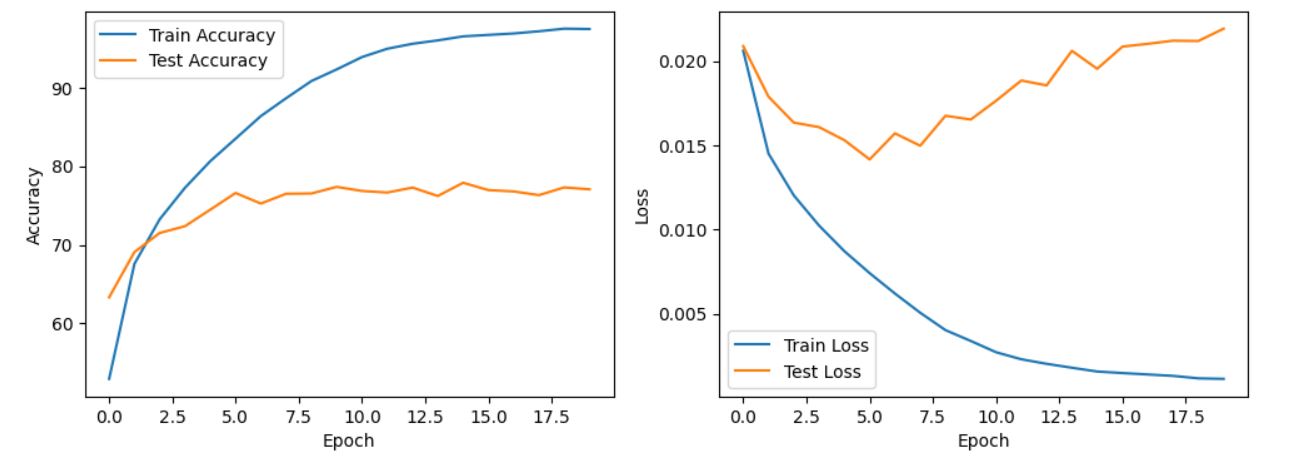 Train Accuracy
Test Accuracy
90
80
70
60
Accuracy
0.0 2.5 5.0 7.5 10.0 12.5 15.0 17.5
Epoch
0.020
0.015
0.010
0.005
Loss
Train Loss
Test Loss
0.0 2.5 5.0 7.5 10.0 12.5 15.0 17.5
Epoch